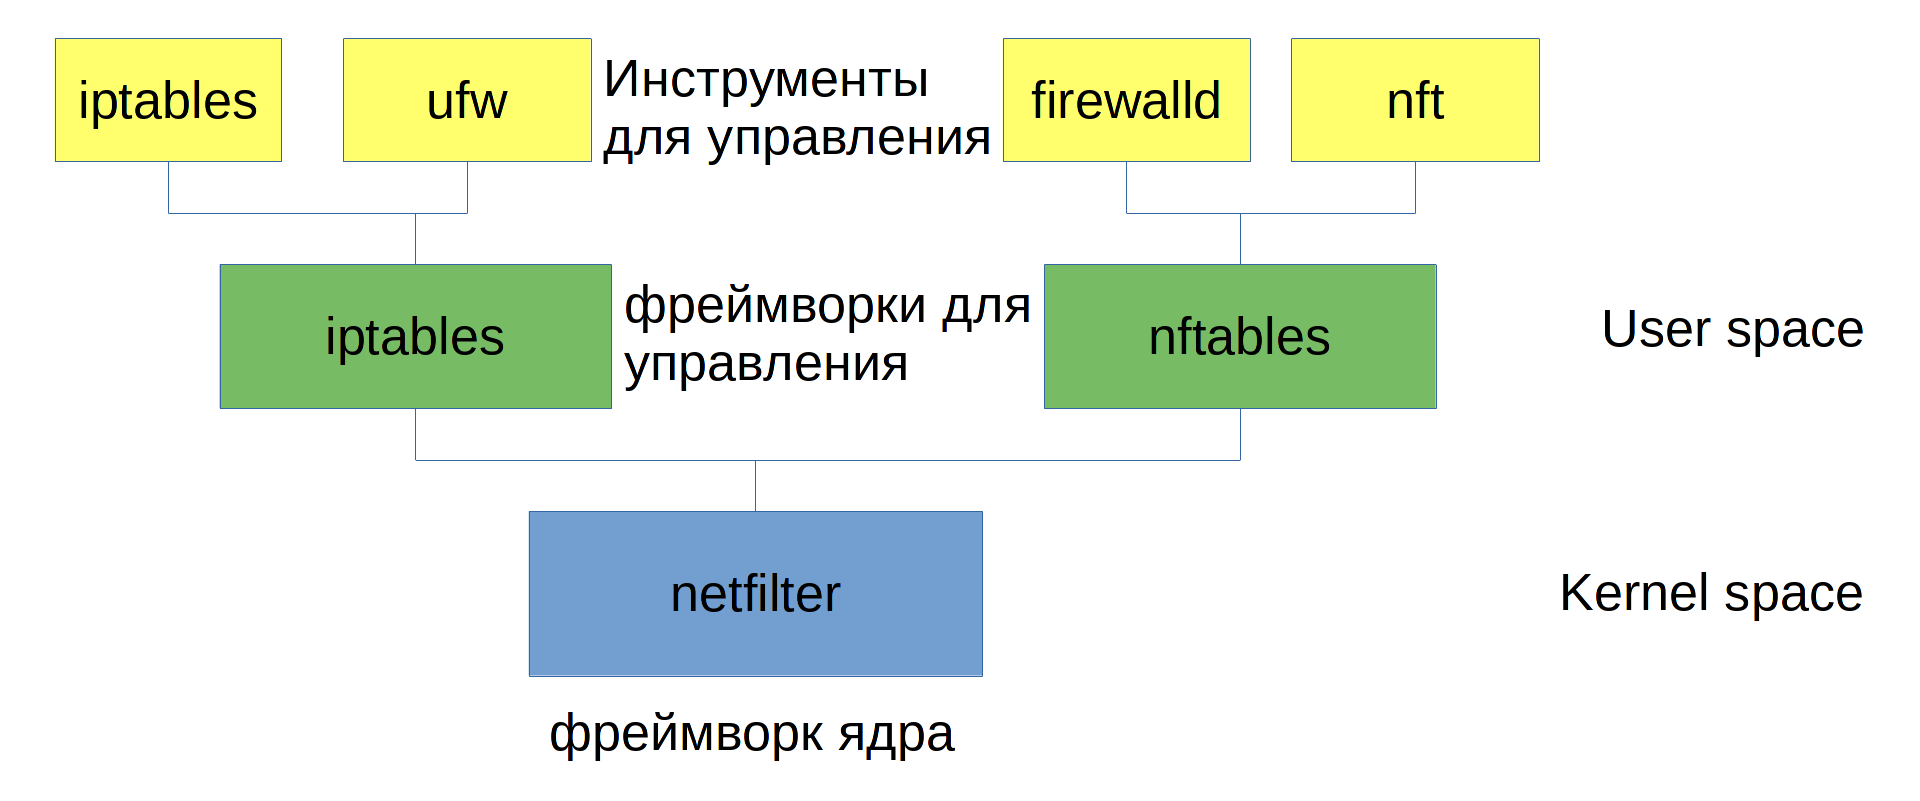 iptables
ufw
Инструменты
для управления
firewalld
nft
iptables
фреймворки для
управления
nftables
User space
netfilter
Kernel space
фреймворк ядра